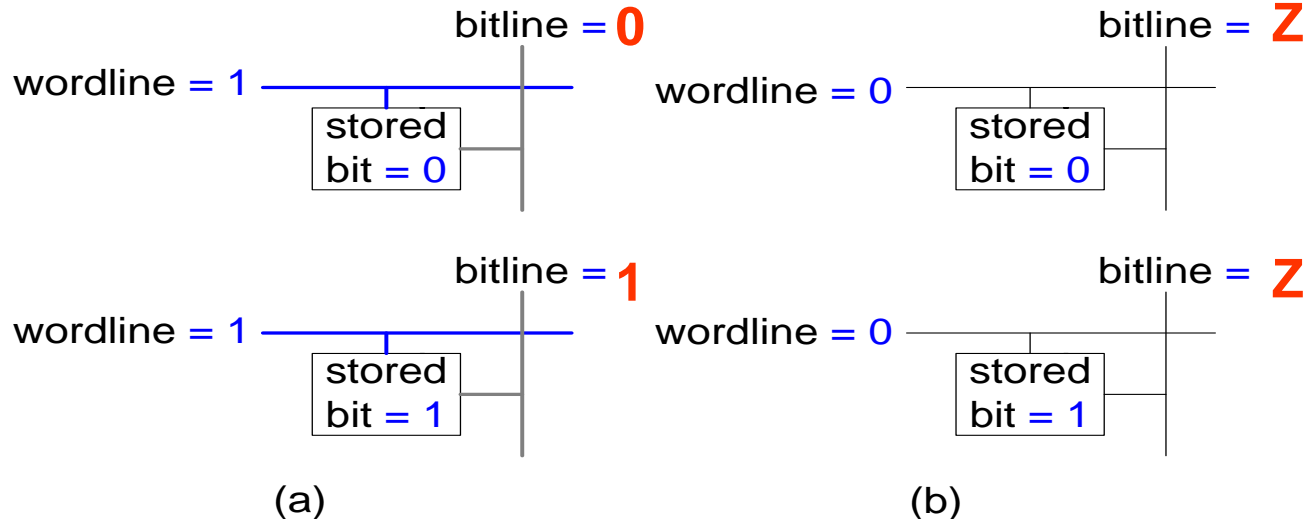 bitline = 0
wordline = 1
stored
bit = 0
bitline = 1
wordline = 1
stored
bit = 1
(a)
bitline = Z
wordline = 0
stored
bit = 0
bitline = Z
wordline = 0
stored
bit = 1
(b)